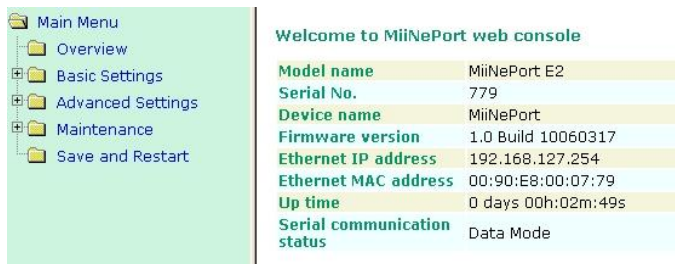 Main Menu
Overview
Basic Settings
Advanced Settings
Maintenance
Save and Restart
Welcome to MiiNePort web console
Model name MiiNePort E2
Serial No. 779
Device name MiiNePort
Firmware version 1.0 Build 10060317
Ethernet IP address 192.168.127.254
Ethernet MAC address 00:90:E8:00:07:79
Up time 0 days 00h:02m:49s
Serial communication
status Data Mode